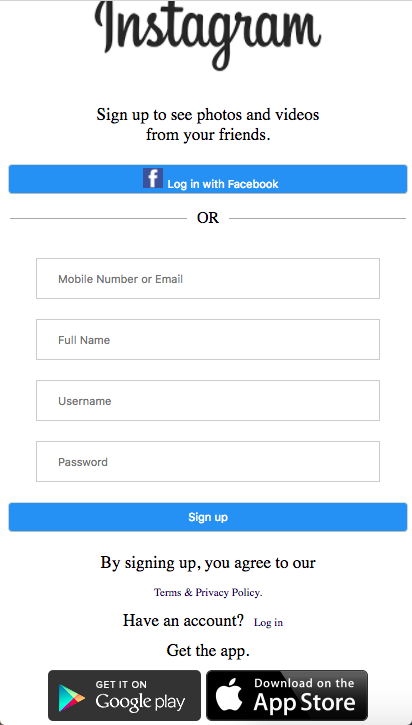 Instagram
Sign up to see photos and videos
from your friends.
Log in with Facebook
OR
Mobile Number or Email
Full Name
Username
Password
Sign up
By signing up, you agree to our
Terms & Privacy Policy.
Have an account? Log in
Get the app.
GET IT ON
Google play
Download on the
App Store